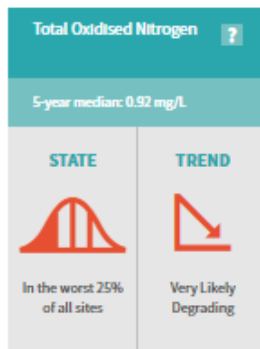 Total Oxidised Nitrogen ?
5-year median: 0.92 mg/L
STATE
TREND
In the worst 25%
of all sites
Very Likely
Degrading